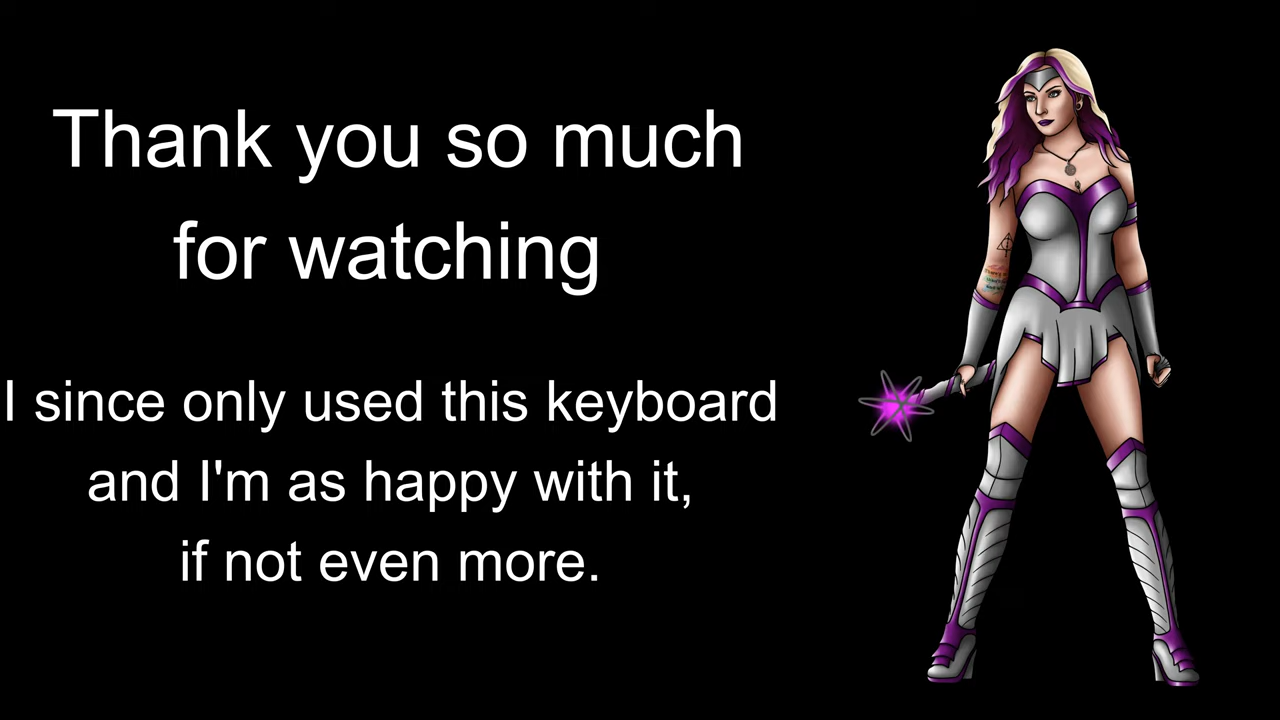 Thank you so much
for watching
I since only used this keyboard
and I'm as happy with it,
if not even more.